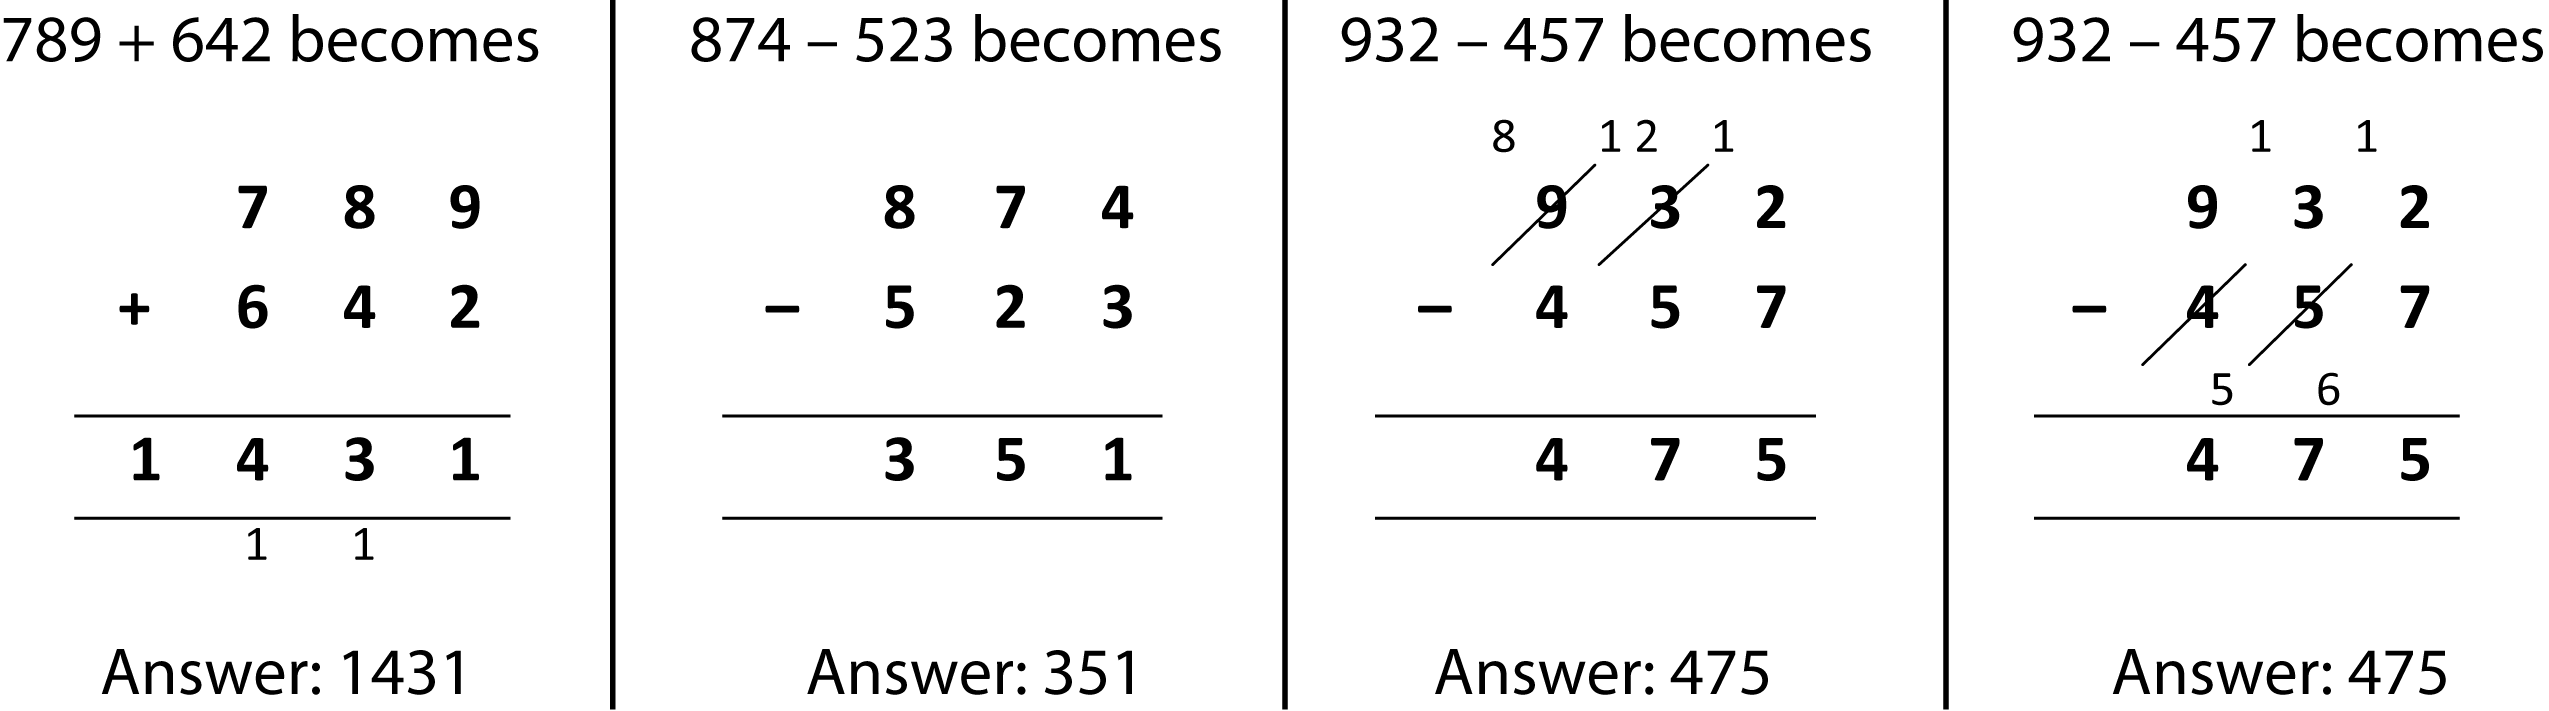 789 + 642 becomes
7 8 9
+ 6 4 2
1 4 3 1
1 1
Answer: 1431
874 – 523 becomes
8 7 4
– 5 2 3
3 5 1
Answer: 351
932 – 457 becomes
8 1 2 1
9 3 2
– 4 5 7
4 7 5
Answer: 475
932 – 457 becomes
1 1
9 3 2
– 4 5 7
5 6
4 7 5
Answer: 475